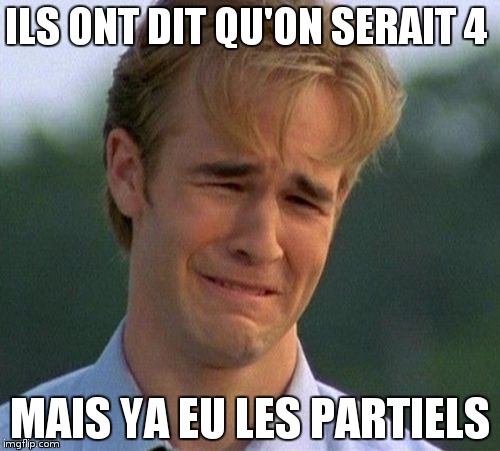 ILS ONT DIT QU'ON SERAIT 4
MAIS YA EU LES PARTIELS
imgflip.com